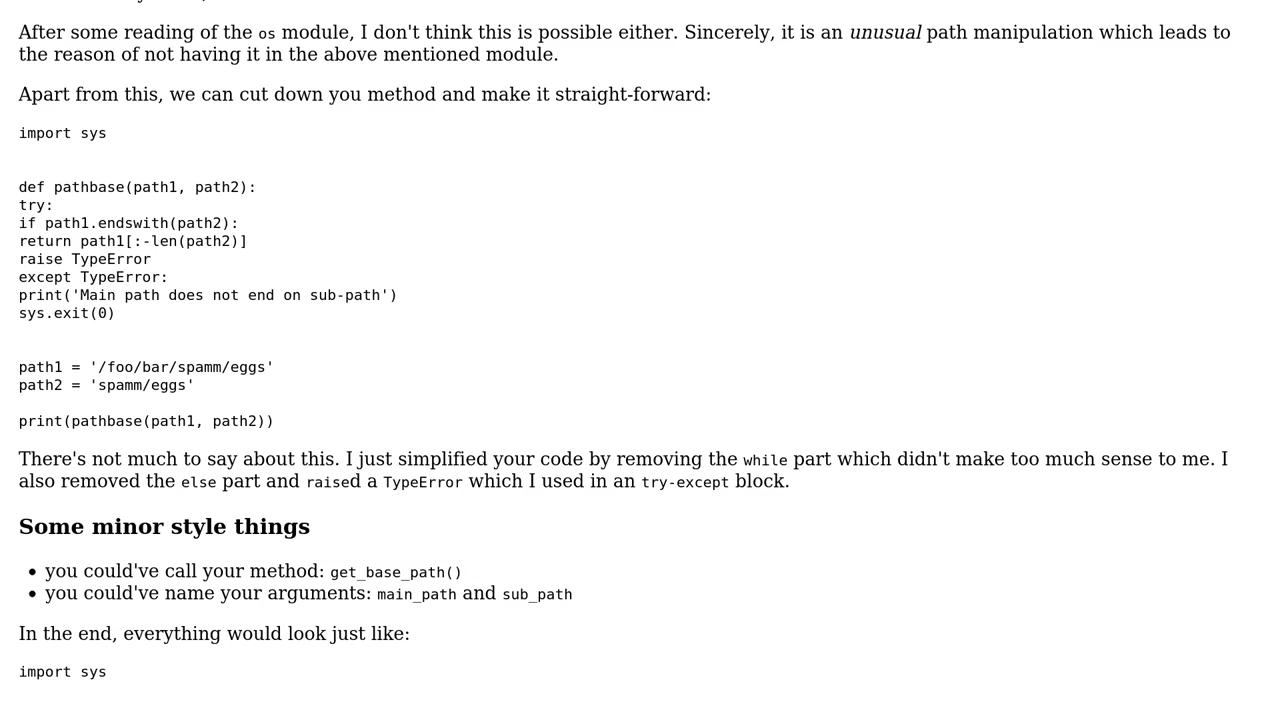 After some reading of the os module, I don't think this is possible either. Sincerely, it is an unusual path manipulation which leads to
the reason of not having it in the above mentioned module.
Apart from this, we can cut down you method and make it straight-forward:
import sys
def pathbase(path1, path2):
try:
if path1.endswith(path2):
return path1[:-len(path2)]
raise TypeError
except TypeError:
print('Main path does not end on sub-path')
sys.exit(0)
path1 = '/foo/bar/spamm/eggs'
path2 = 'spamm/eggs'
print(pathbase(path1, path2))
There's not much to say about this. I just simplified your code by removing the while part which didn't make too much sense to me. I
also removed the else part and raised a TypeError which I used in an try-except block.
Some minor style things
• you could've call your method: get_base_path()
• you could've name your arguments: main_path and sub_path
In the end, everything would look just like:
import sys